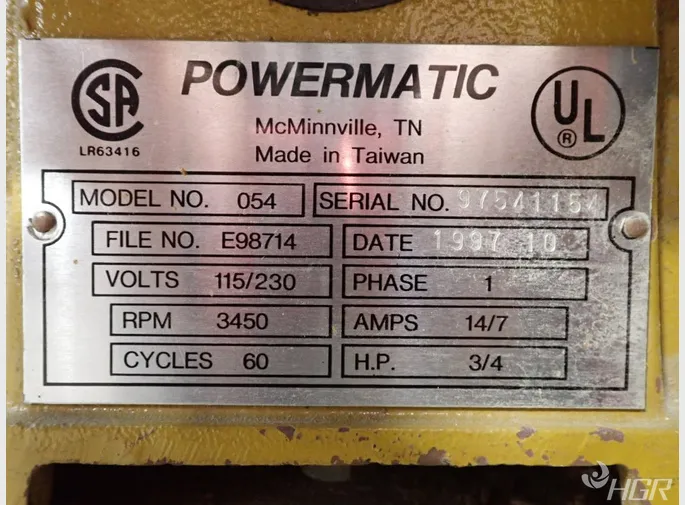 CSA
POWERMATIC
UL
®
LR63416
McMinnville, TN
Made in Taiwan
MODEL NO. 054
SERIAL NO. 97541154
FILE NO. E98714
DATE 1997 10
VOLTS 115/230
PHASE 1
RPM 3450
AMPS 14/7
CYCLES 60
H.P. 3/4
HGR